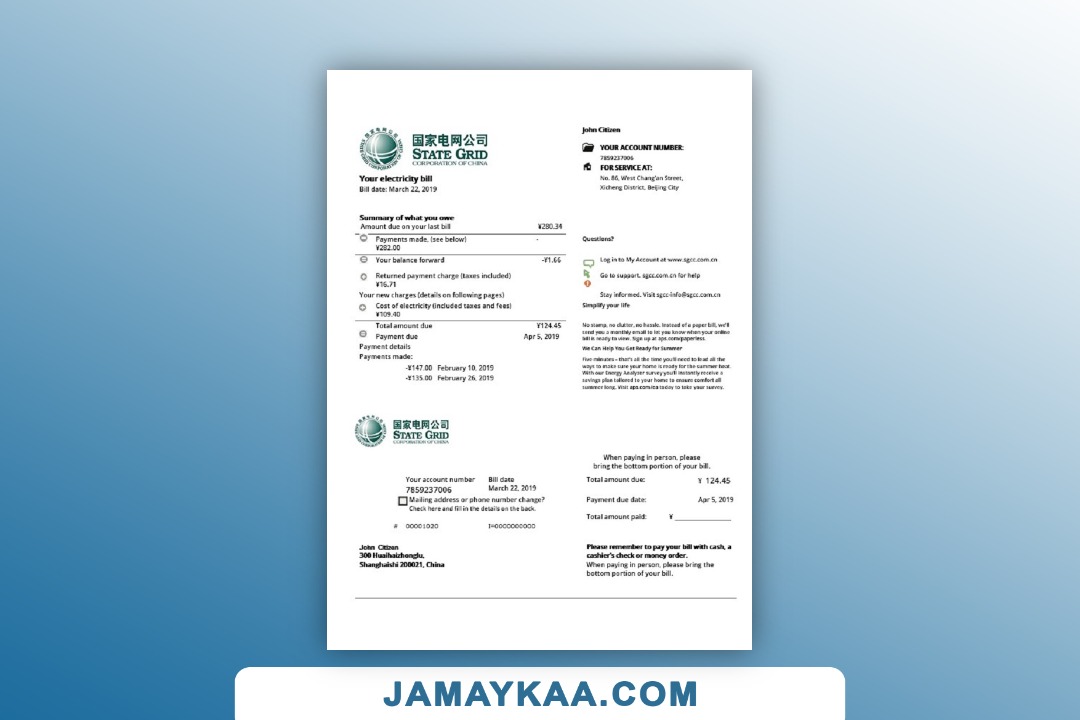 国家电网公司
STATE GRID
CORPORATION OF CHINA
Your electricity bill
Bill date: March 22, 2019
John Citizen
YOUR ACCOUNT NUMBER:
7859237006
FOR SERVICE AT:
No. 86, West Chang'an Street,
Xicheng District, Beijing City
Summary of what you owe
Amount due on your last bill ¥280.34
Payments made, (see below) -
¥282.00
Your balance forward -¥1.66
Returned payment charge (taxes included)
¥16.71
Your new charges (details on following pages)
Cost of electricity (included taxes and fees)
¥109.40
Total amount due ¥124.45
Payment due Apr 5, 2019
Payment details
Payments made:
-¥147.00 February 10, 2019
-¥135.00 February 26, 2019
Questions?
Log in to My Account at www.sgcc.com.cn
Go to support. sgcc.com.cn for help
Stay informed. Visit sgcc-info@sgcc.com.cn
Simplify your life
No stamp, no clutter, no hassle. Instead of a paper bill, we'll
send you a monthly email to let you know when your online
bill is ready to view. Sign up at aps.com/paperless.
We Can Help You Get Ready for Summer
Five minutes – that's all the time you'll need to lead all the
ways to make sure your home is ready for the summer heat.
With our Energy Analyzer survey you'll instantly receive a
savings plan tailored to your home to ensure comfort all
summer long. Visit today to take your survey.
国家电网公司
STATE GRID
CORPORATION OF CHINA
When paying in person, please
bring the bottom portion of your bill.
Your account number Bill date
7859237006 March 22, 2019
Mailing address or phone number change?
Check here and fill in the details on the back.
# 00001020 I=0000000000
Total amount due: ¥ 124.45
Payment due date: Apr 5, 2019
Total amount paid: ¥
John Citizen
300 Huaihaizhonglu,
Shanghaishi 200021, China
Please remember to pay your bill with cash, a
cashier's check or money order.
When paying in person, please bring the
bottom portion of your bill.
JAMAYKAA.COM